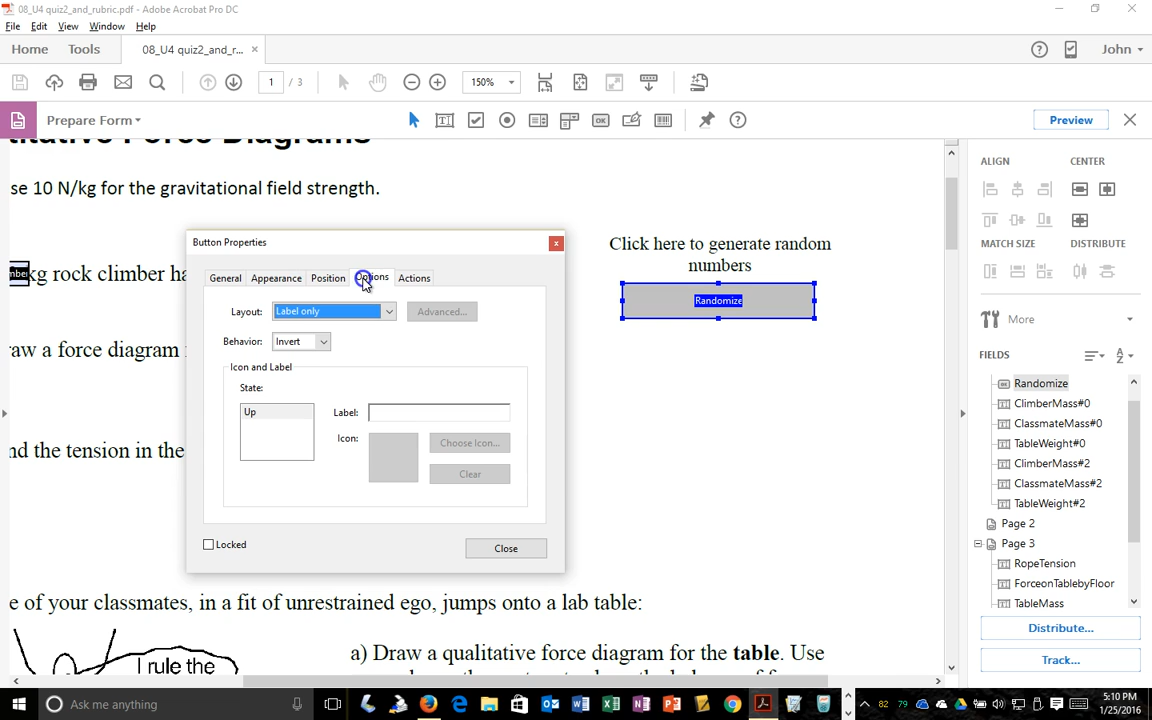 08_U4 quiz2_and_rubric.pdf - Adobe Acrobat Pro DC
File Edit View Window Help
Home Tools 08_U4 quiz2_and_r... × John
1 / 3 150%
Prepare Form Preview
OK
titative Force Diagrams
se 10 N/kg for the gravitational field strength.
Click here to generate random
numbers
Randomize
kg rock climber ha
raw a force diagram
nd the tension in the
Button Properties
General Appearance Position Options Actions
Layout: Label only Advanced...
Behavior: Invert
Icon and Label
State:
Up
Label:
Icon: Choose Icon...
Clear
Locked
Close
e of your classmates, in a fit of unrestrained ego, jumps onto a lab table:
I rule the
a) Draw a qualitative force diagram for the table. Use
ALIGN CENTER
MATCH SIZE DISTRIBUTE
More
FIELDS
Randomize
ClimberMass#0
ClassmateMass#0
TableWeight#0
ClimberMass#2
ClassmateMass#2
TableWeight#2
Page 2
Page 3
RopeTension
ForceonTablebyFloor
TableMass
Distribute...
Track...
Ask me anything
82 79
5:10 PM
1/25/2016